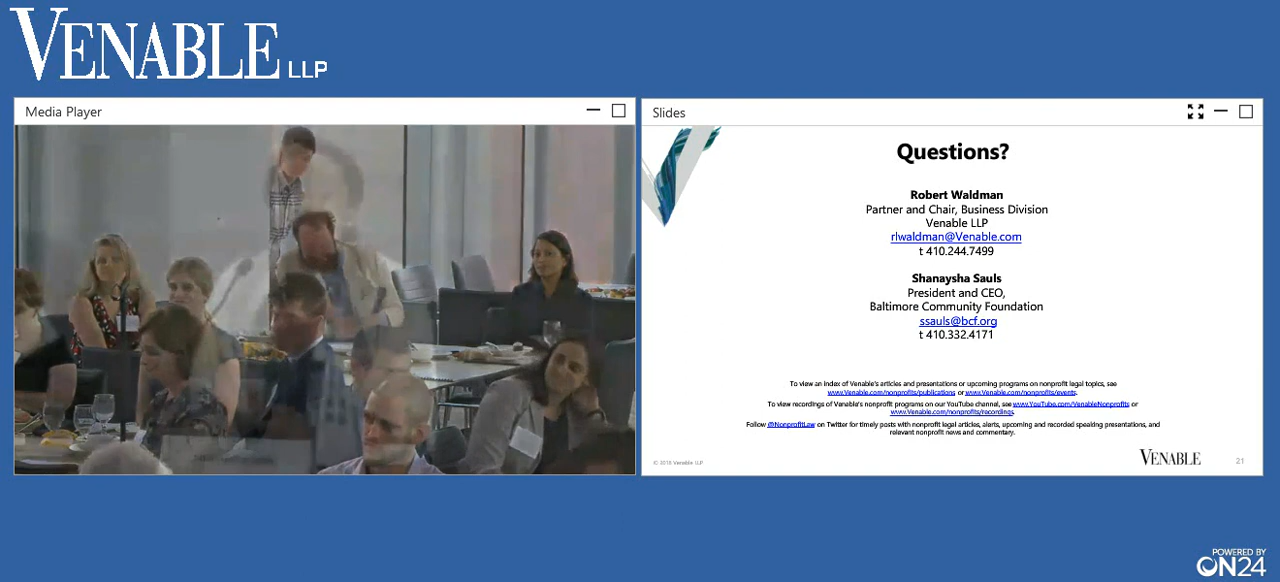 VENABLE LLP
Media Player
Slides
Questions?
Robert Waldman
Partner and Chair, Business Division
Venable LLP
rlwaldman@Venable.com
t 410.244.7499
Shanaysha Sauls
President and CEO,
Baltimore Community Foundation
ssauls@bcf.org
t 410.332.4171
To view an index of Venable's articles and presentations or upcoming programs on nonprofit legal topics, see
www.Venable.com/nonprofits/publications or www.Venable.com/nonprofits/events.
To view recordings of Venable's nonprofit programs on our YouTube channel, see www.YouTube.com/VenableNonprofits or
www.Venable.com/nonprofits/recordings.
Follow @NonprofitLaw on Twitter for timely posts with nonprofit legal articles, alerts, upcoming and recorded speaking presentations, and
relevant nonprofit news and commentary.
© 2018 Venable LLP
VENABLE
21
POWERED BY
ON24